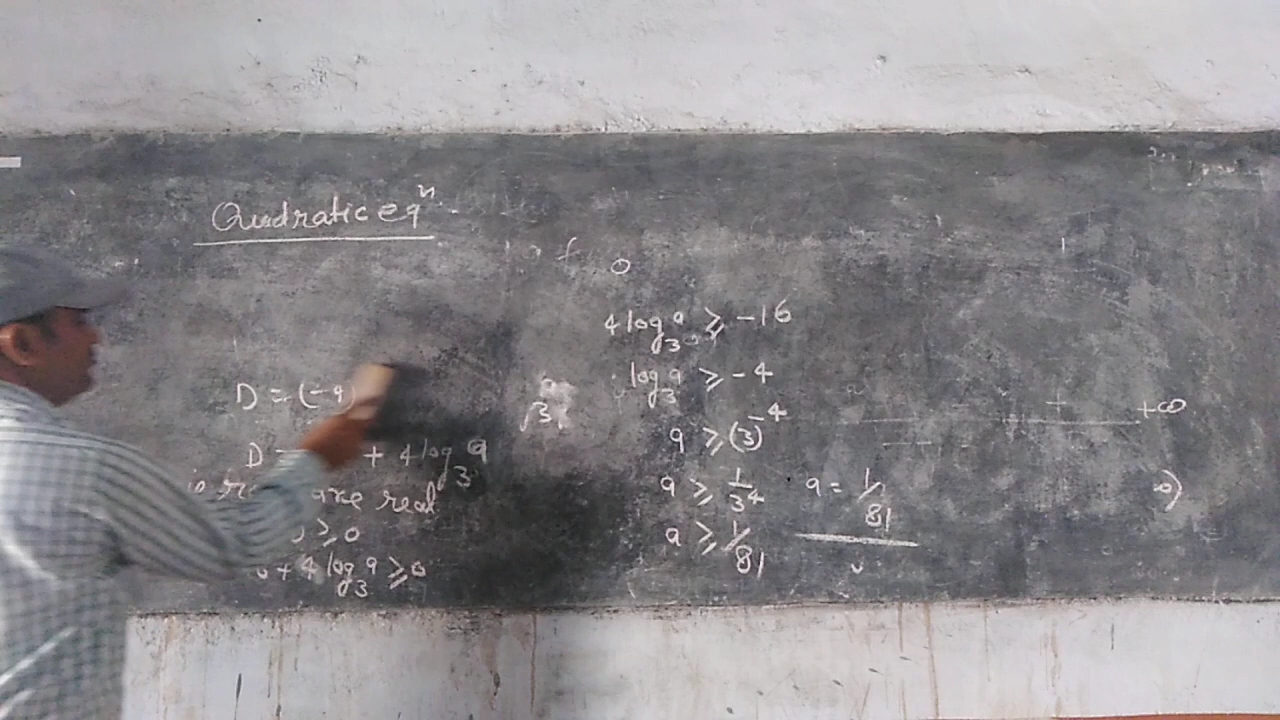 Quadratic eqⁿ
0
D = (-4)
D = + 4 log₃ a
are real
≥ 0
+ 4 log₃ a ≥ 0
√3
4 log₃ a ≥ -16
log₃ a ≥ -4
a ≥ (3)⁻⁴
a ≥ 1/3⁴
a ≥ 1/81
a = 1/81
+
+∞
∞)